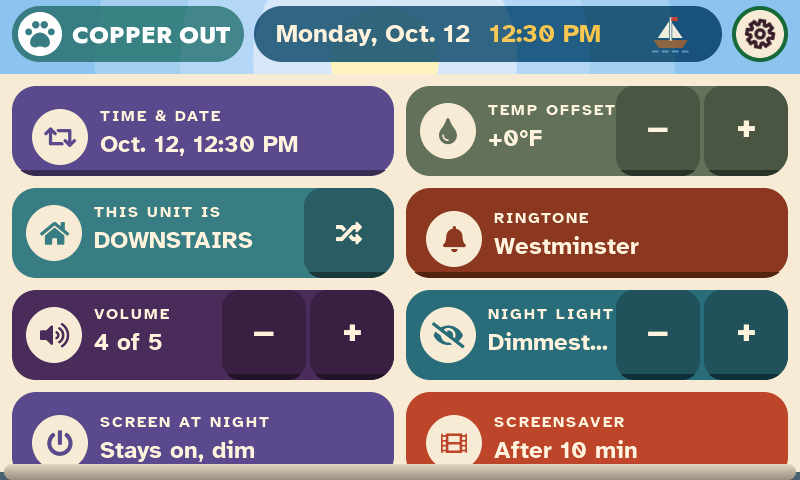 COPPER OUT
Monday, Oct. 12 12:30 PM
TIME & DATE
Oct. 12, 12:30 PM
TEMP OFFSET
+0°F
− +
THIS UNIT IS
DOWNSTAIRS
RINGTONE
Westminster
VOLUME
4 of 5
− +
NIGHT LIGHT
Dimmest...
− +
SCREEN AT NIGHT
Stays on, dim
SCREENSAVER
After 10 min